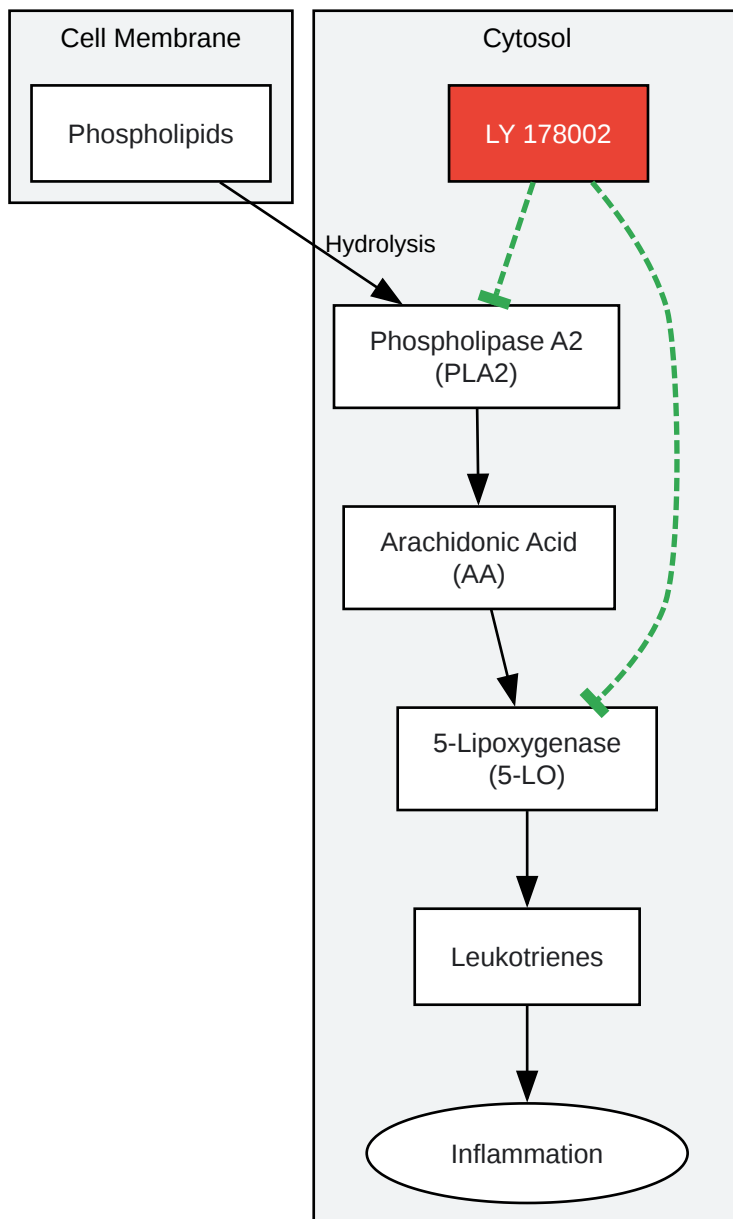 Cell Membrane
Cytosol
Phospholipids
LY 178002
Hydrolysis
Phospholipase A2
(PLA2)
Arachidonic Acid
(AA)
5-Lipoxygenase
(5-LO)
Leukotrienes
Inflammation